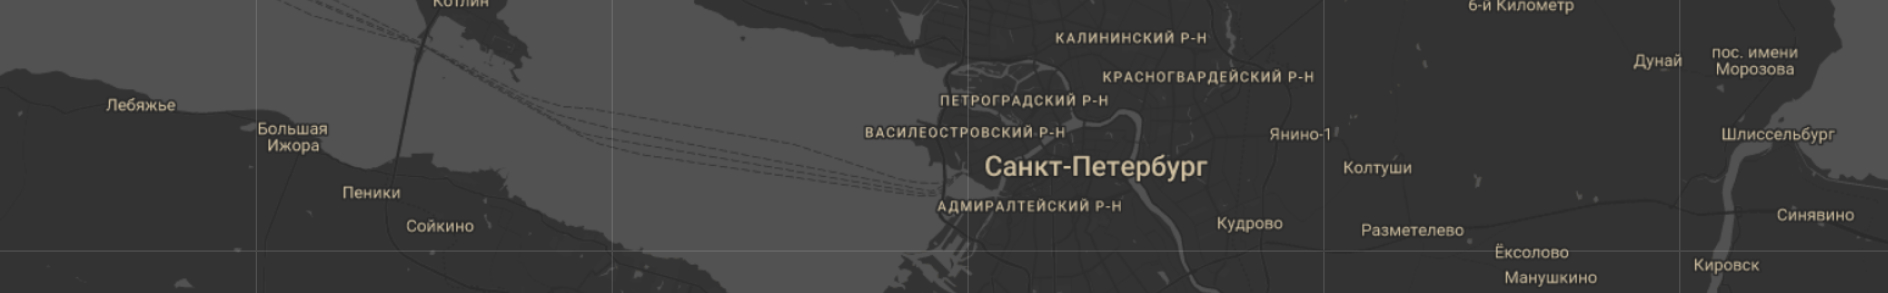 Котлин
6-й Километр
КАЛИНИНСКИЙ Р-Н
пос. имени
Морозова
Дунай
КРАСНОГВАРДЕЙСКИЙ Р-Н
ПЕТРОГРАДСКИЙ Р-Н
Лебяжье
Большая
Ижора
ВАСИЛЕОСТРОВСКИЙ Р-Н
Янино-1
Шлиссельбург
Санкт-Петербург
Колтуши
Пеники
АДМИРАЛТЕЙСКИЙ Р-Н
Синявино
Сойкино
Кудрово
Разметелево
Ёксолово
Кировск
Манушкино